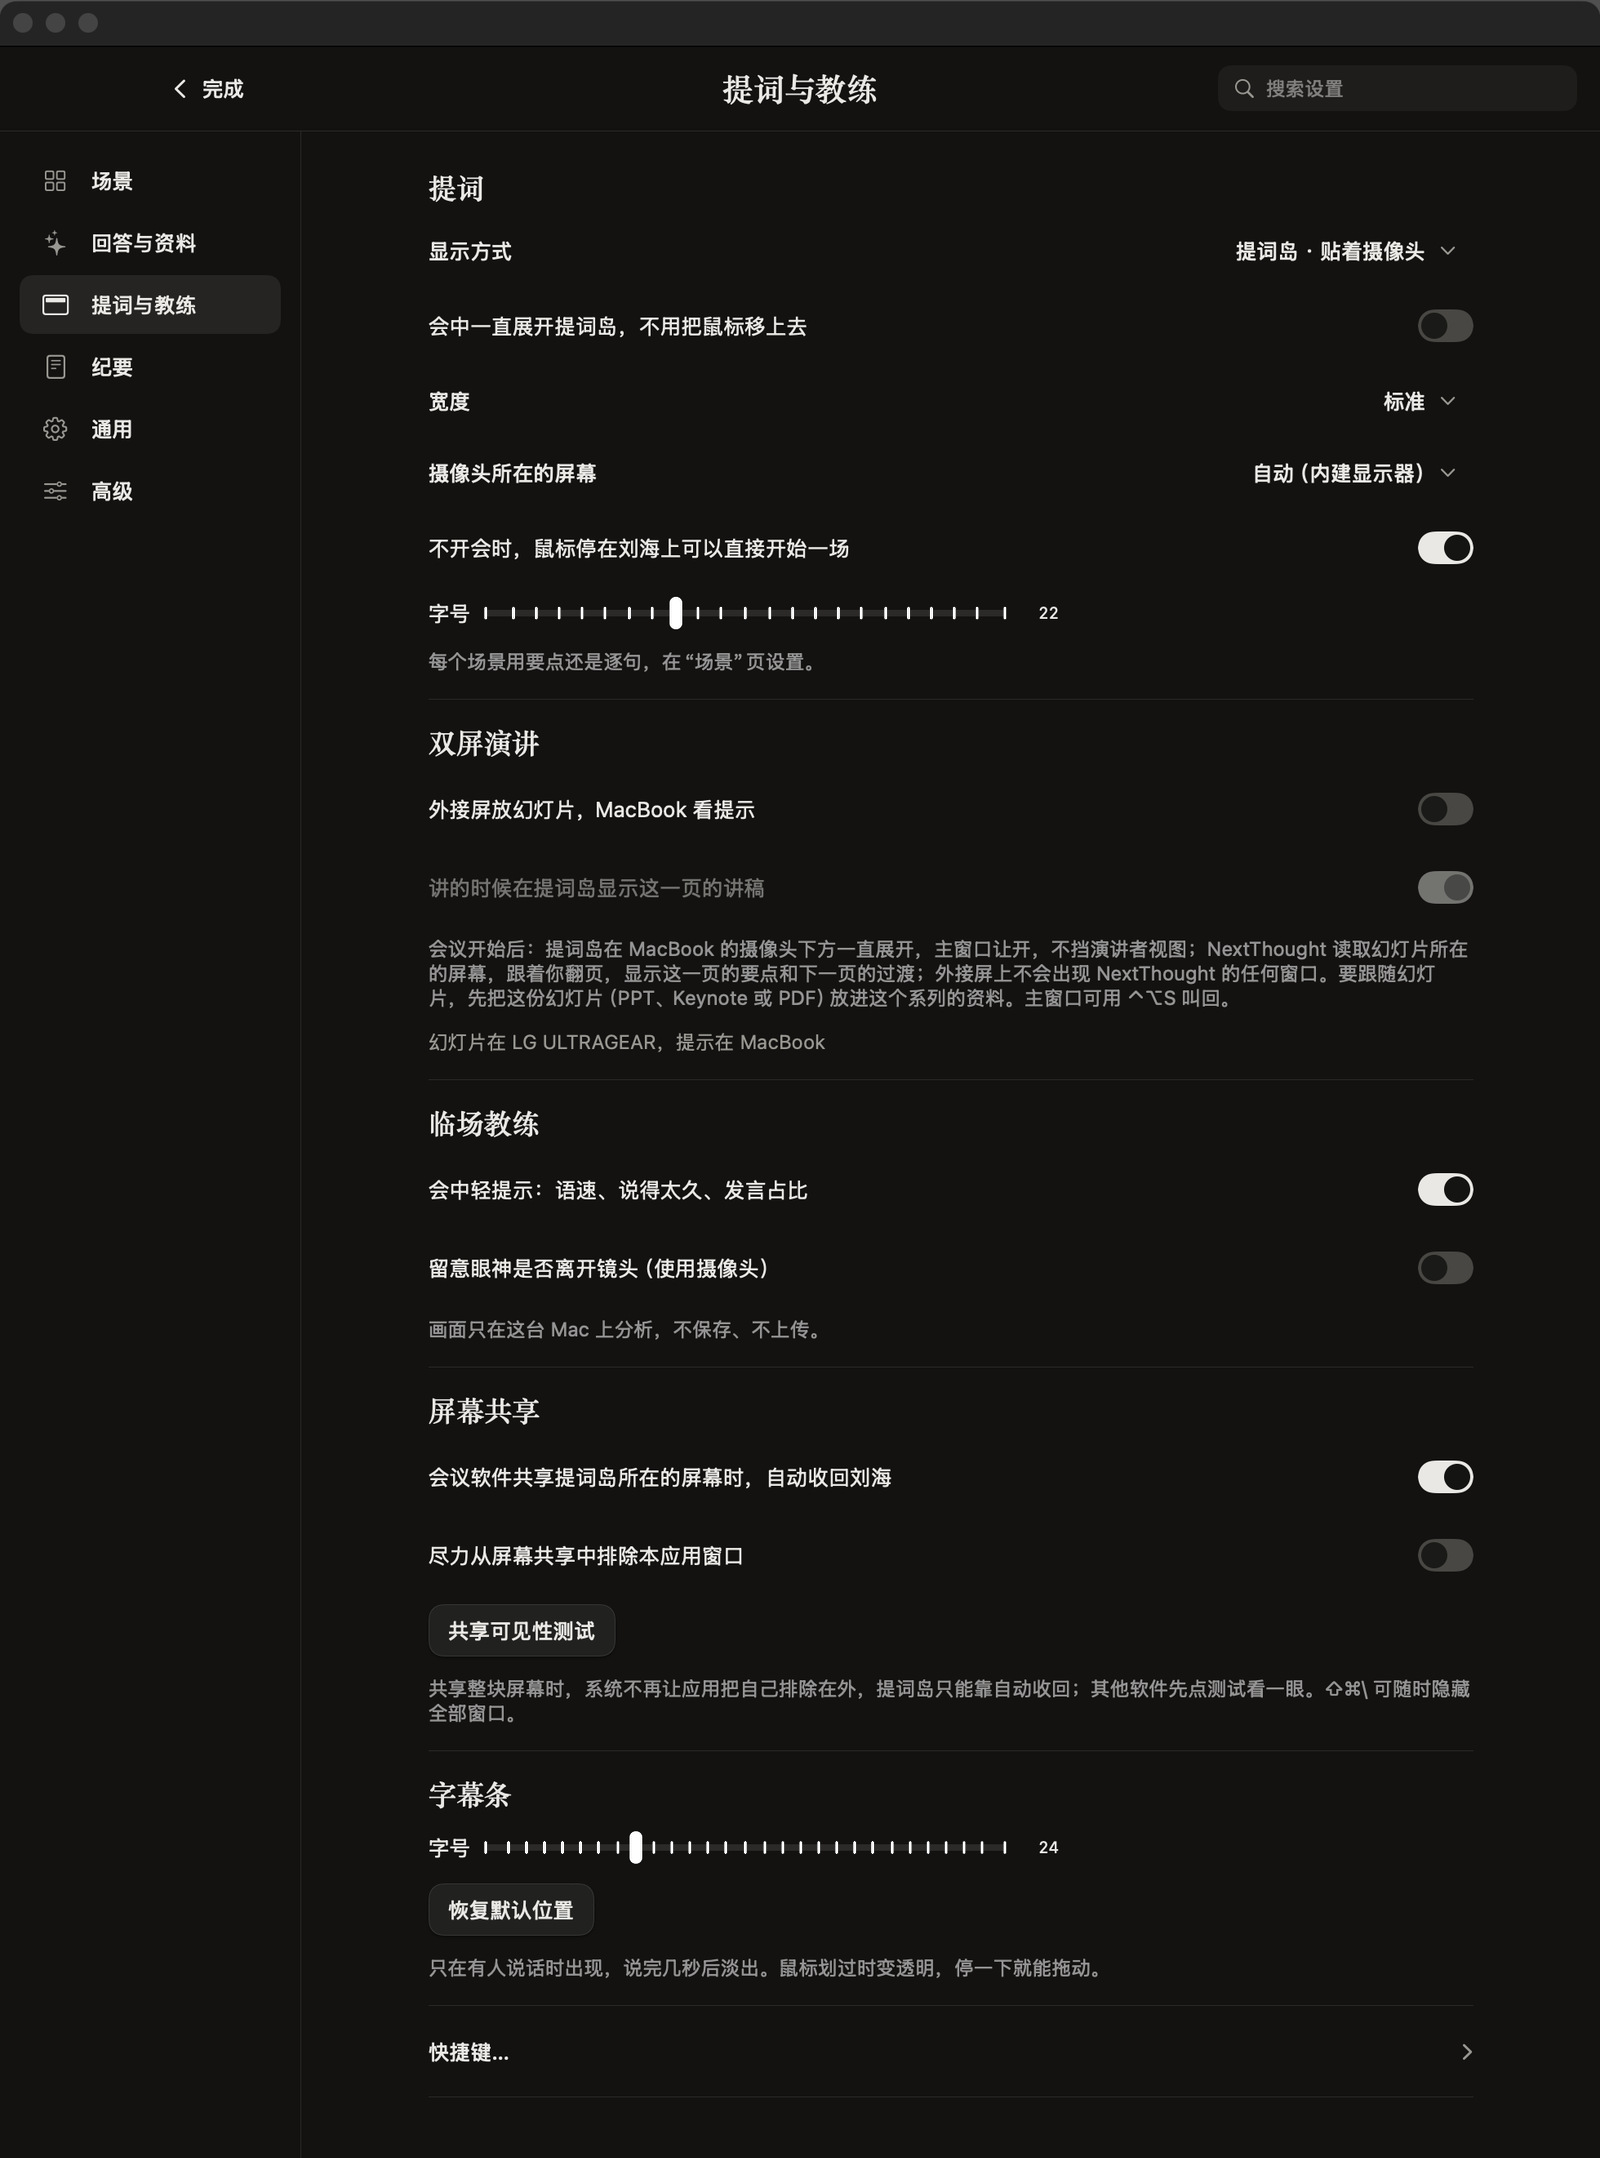 完成
提词与教练
搜索设置
场景
回答与资料
提词与教练
纪要
通用
高级
提词
显示方式
提词岛 · 贴着摄像头
会中一直展开提词岛，不用把鼠标移上去
宽度
标准
摄像头所在的屏幕
自动（内建显示器）
不开会时，鼠标停在刘海上可以直接开始一场
字号
22
每个场景用要点还是逐句，在“场景”页设置。
双屏演讲
外接屏放幻灯片，MacBook 看提示
讲的时候在提词岛显示这一页的讲稿
会议开始后：提词岛在 MacBook 的摄像头下方一直展开，主窗口让开，不挡演讲者视图；NextThought 读取幻灯片所在
的屏幕，跟着你翻页，显示这一页的要点和下一页的过渡；外接屏上不会出现 NextThought 的任何窗口。要跟随幻灯
片，先把这份幻灯片（PPT、Keynote 或 PDF）放进这个系列的资料。主窗口可用 ^⌥S 叫回。
幻灯片在 LG ULTRAGEAR，提示在 MacBook
临场教练
会中轻提示：语速、说得太久、发言占比
留意眼神是否离开镜头（使用摄像头）
画面只在这台 Mac 上分析，不保存、不上传。
屏幕共享
会议软件共享提词岛所在的屏幕时，自动收回刘海
尽力从屏幕共享中排除本应用窗口
共享可见性测试
共享整块屏幕时，系统不再让应用把自己排除在外，提词岛只能靠自动收回；其他软件先点测试看一眼。⇧⌘\ 可随时隐藏
全部窗口。
字幕条
字号
24
恢复默认位置
只在有人说话时出现，说完几秒后淡出。鼠标划过时变透明，停一下就能拖动。
快捷键...